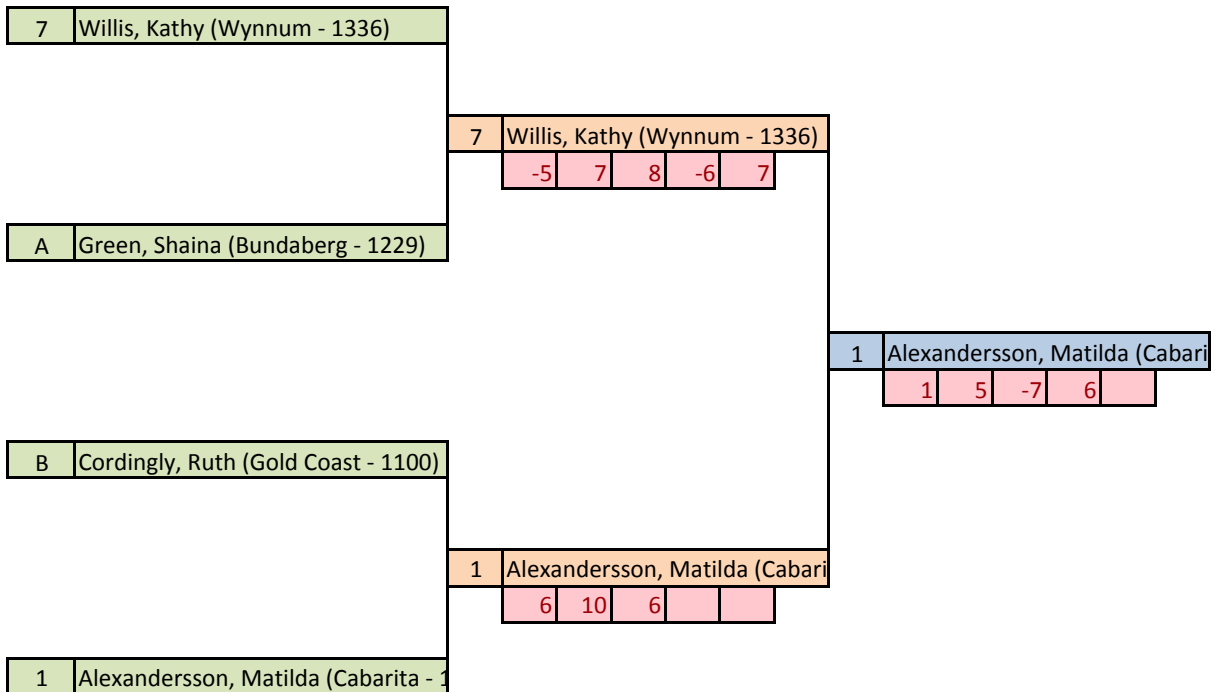 7 Willis, Kathy (Wynnum - 1336)
7 Willis, Kathy (Wynnum - 1336)
-5 7 8 -6 7
A Green, Shaina (Bundaberg - 1229)
1 Alexandersson, Matilda (Cabari
1 5 -7 6
B Cordingly, Ruth (Gold Coast - 1100)
1 Alexandersson, Matilda (Cabari
6 10 6
1 Alexandersson, Matilda (Cabarita - 1